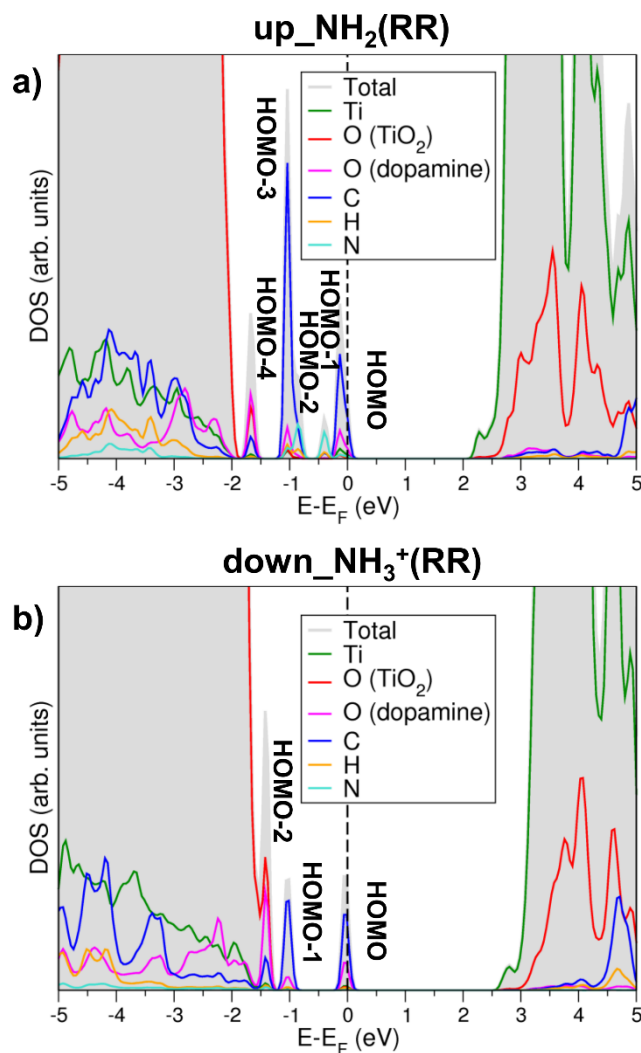 up_NH₂(RR)
a)
Total
Ti
O (TiO₂)
O (dopamine)
C
H
N
HOMO-4
HOMO-3
HOMO-2
HOMO-1
HOMO
DOS (arb. units)
-5 -4 -3 -2 -1 0 1 2 3 4 5
E-E_F (eV)
down_NH₃⁺(RR)
b)
Total
Ti
O (TiO₂)
O (dopamine)
C
H
N
HOMO-2
HOMO-1
HOMO
DOS (arb. units)
-5 -4 -3 -2 -1 0 1 2 3 4 5
E-E_F (eV)